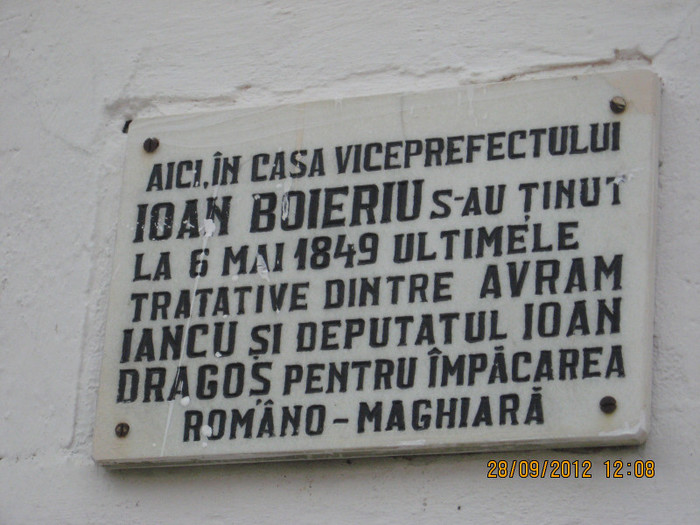 AICI, ÎN CASA VICEPREFECTULUI
IOAN BOIERIU S-AU ȚINUT
LA 6 MAI 1849 ULTIMELE
TRATATIVE DINTRE AVRAM
IANCU ȘI DEPUTATUL IOAN
DRAGOȘ PENTRU ÎMPĂCAREA
ROMÂNO-MAGHIARĂ
28/09/2012 12:08